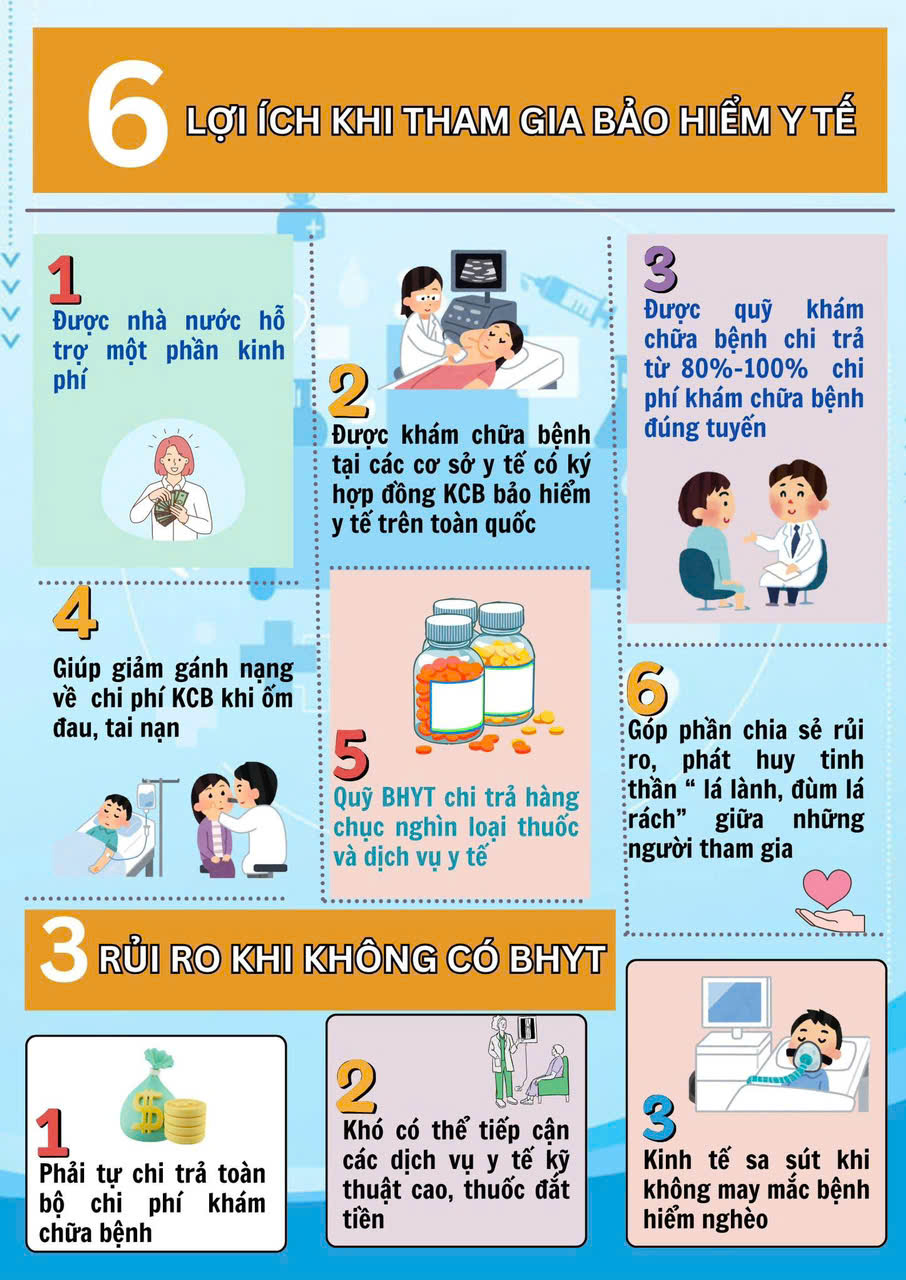 6 LỢI ÍCH KHI THAM GIA BẢO HIỂM Y TẾ
1
Được nhà nước hỗ
trợ một phần kinh
phí
2
Được khám chữa bệnh
tại các cơ sở y tế có ký
hợp đồng KCB bảo hiểm
y tế trên toàn quốc
3
Được quỹ khám
chữa bệnh chi trả
từ 80%-100% chi
phí khám chữa bệnh
đúng tuyến
4
Giúp giảm gánh nạng
về chi phí KCB khi ốm
đau, tai nạn
5
Quỹ BHYT chi trả hàng
chục nghìn loại thuốc
và dịch vụ y tế
6
Góp phần chia sẻ rủi
ro, phát huy tinh
thần “ lá lành, đùm lá
rách” giữa những
người tham gia
3 RỦI RO KHI KHÔNG CÓ BHYT
1
Phải tự chi trả toàn
bộ chi phí khám
chữa bệnh
2
Khó có thể tiếp cận
các dịch vụ y tế kỹ
thuật cao, thuốc đắt
tiền
3
Kinh tế sa sút khi
không may mắc bệnh
hiểm nghèo